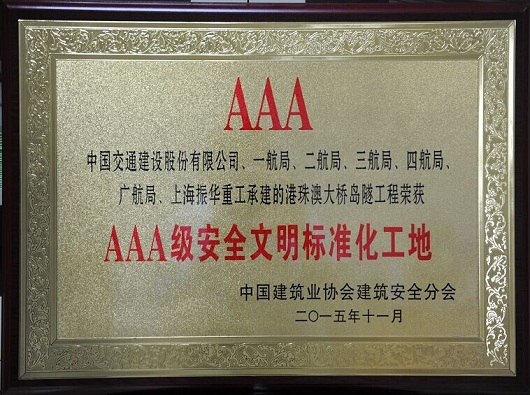 AAA
中国交通建设股份有限公司、一航局、二航局、三航局、四航局、
广航局、上海振华重工承建的港珠澳大桥岛隧工程荣获
AAA级安全文明标准化工地
中国建筑业协会建筑安全分会
二〇一五年十一月